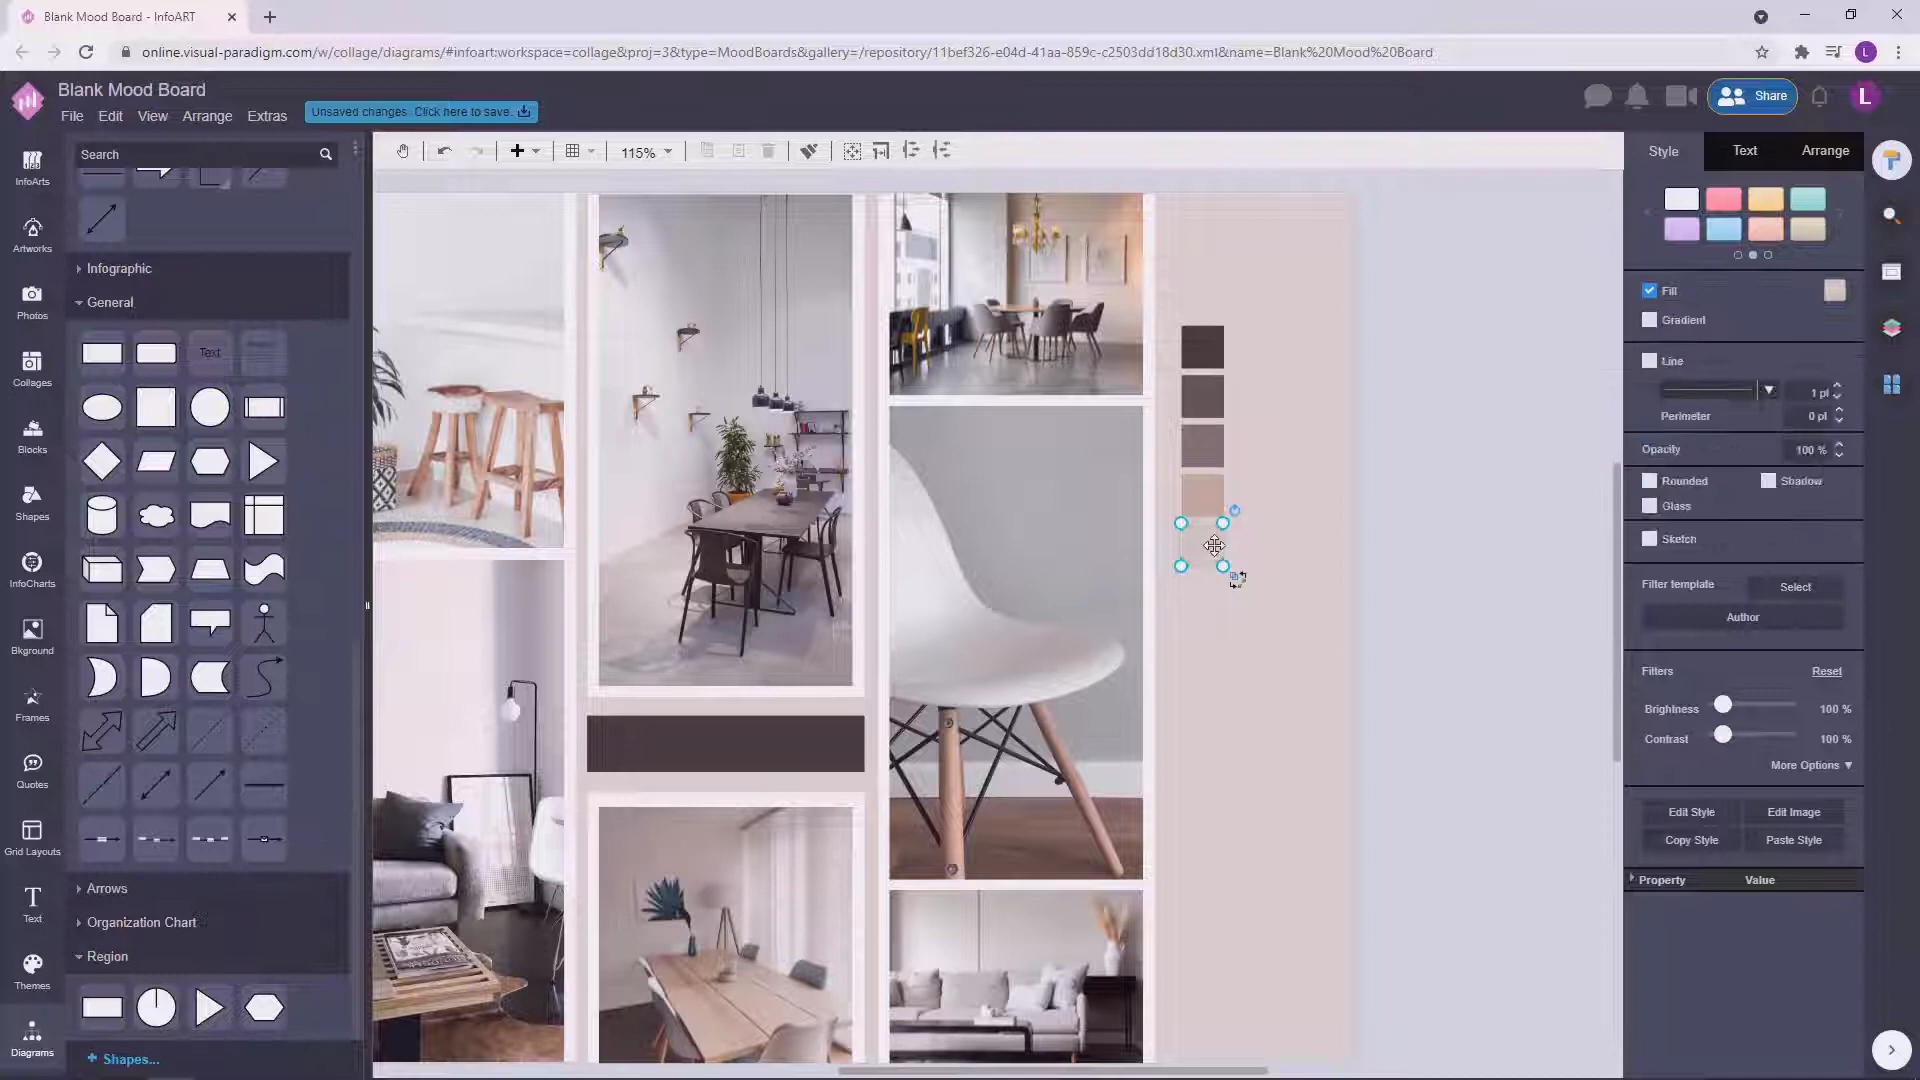 Blank Mood Board - InfoART
online.visual-paradigm.com/w/collage/diagrams/#infoart:workspace=collage&proj=3&type=MoodBoards&gallery=/repository/11bef326-e04d-41aa-859c-c2503dd18d30.xml&name=Blank%20Mood%20Board
L
Blank Mood Board
File Edit View Arrange Extras
Unsaved changes. Click here to save.
Share
L
Search
115%
Style Text Arrange
InfoArts
Artworks
Photos
Collages
Blocks
Shapes
InfoCharts
Bkground
Frames
Quotes
Grid Layouts
Text
Themes
Diagrams
Infographic
General
Text
Arrows
Organization Chart
Region
+ Shapes...
Fill
Gradient
Line
1 pt
Perimeter 0 pt
Opacity 100 %
Rounded Shadow
Glass
Sketch
Filter template Select
Author
Filters Reset
Brightness 100 %
Contrast 100 %
More Options ▼
Edit Style Edit Image
Copy Style Paste Style
Property Value